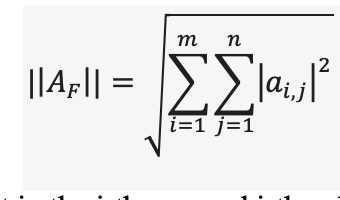 ||A_F|| = \sqrt{\sum_{i=1}^{m} \sum_{j=1}^{n} |a_{i,j}|^2}